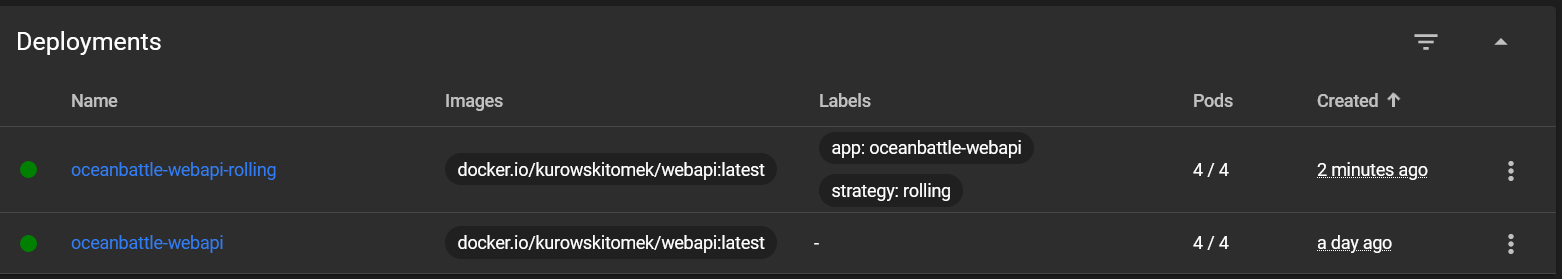 Deployments
Name Images Labels Pods Created
oceanbattle-webapi-rolling docker.io/kurowskitomek/webapi:latest app: oceanbattle-webapi 4 / 4 2 minutes ago
strategy: rolling
oceanbattle-webapi docker.io/kurowskitomek/webapi:latest - 4 / 4 a day ago